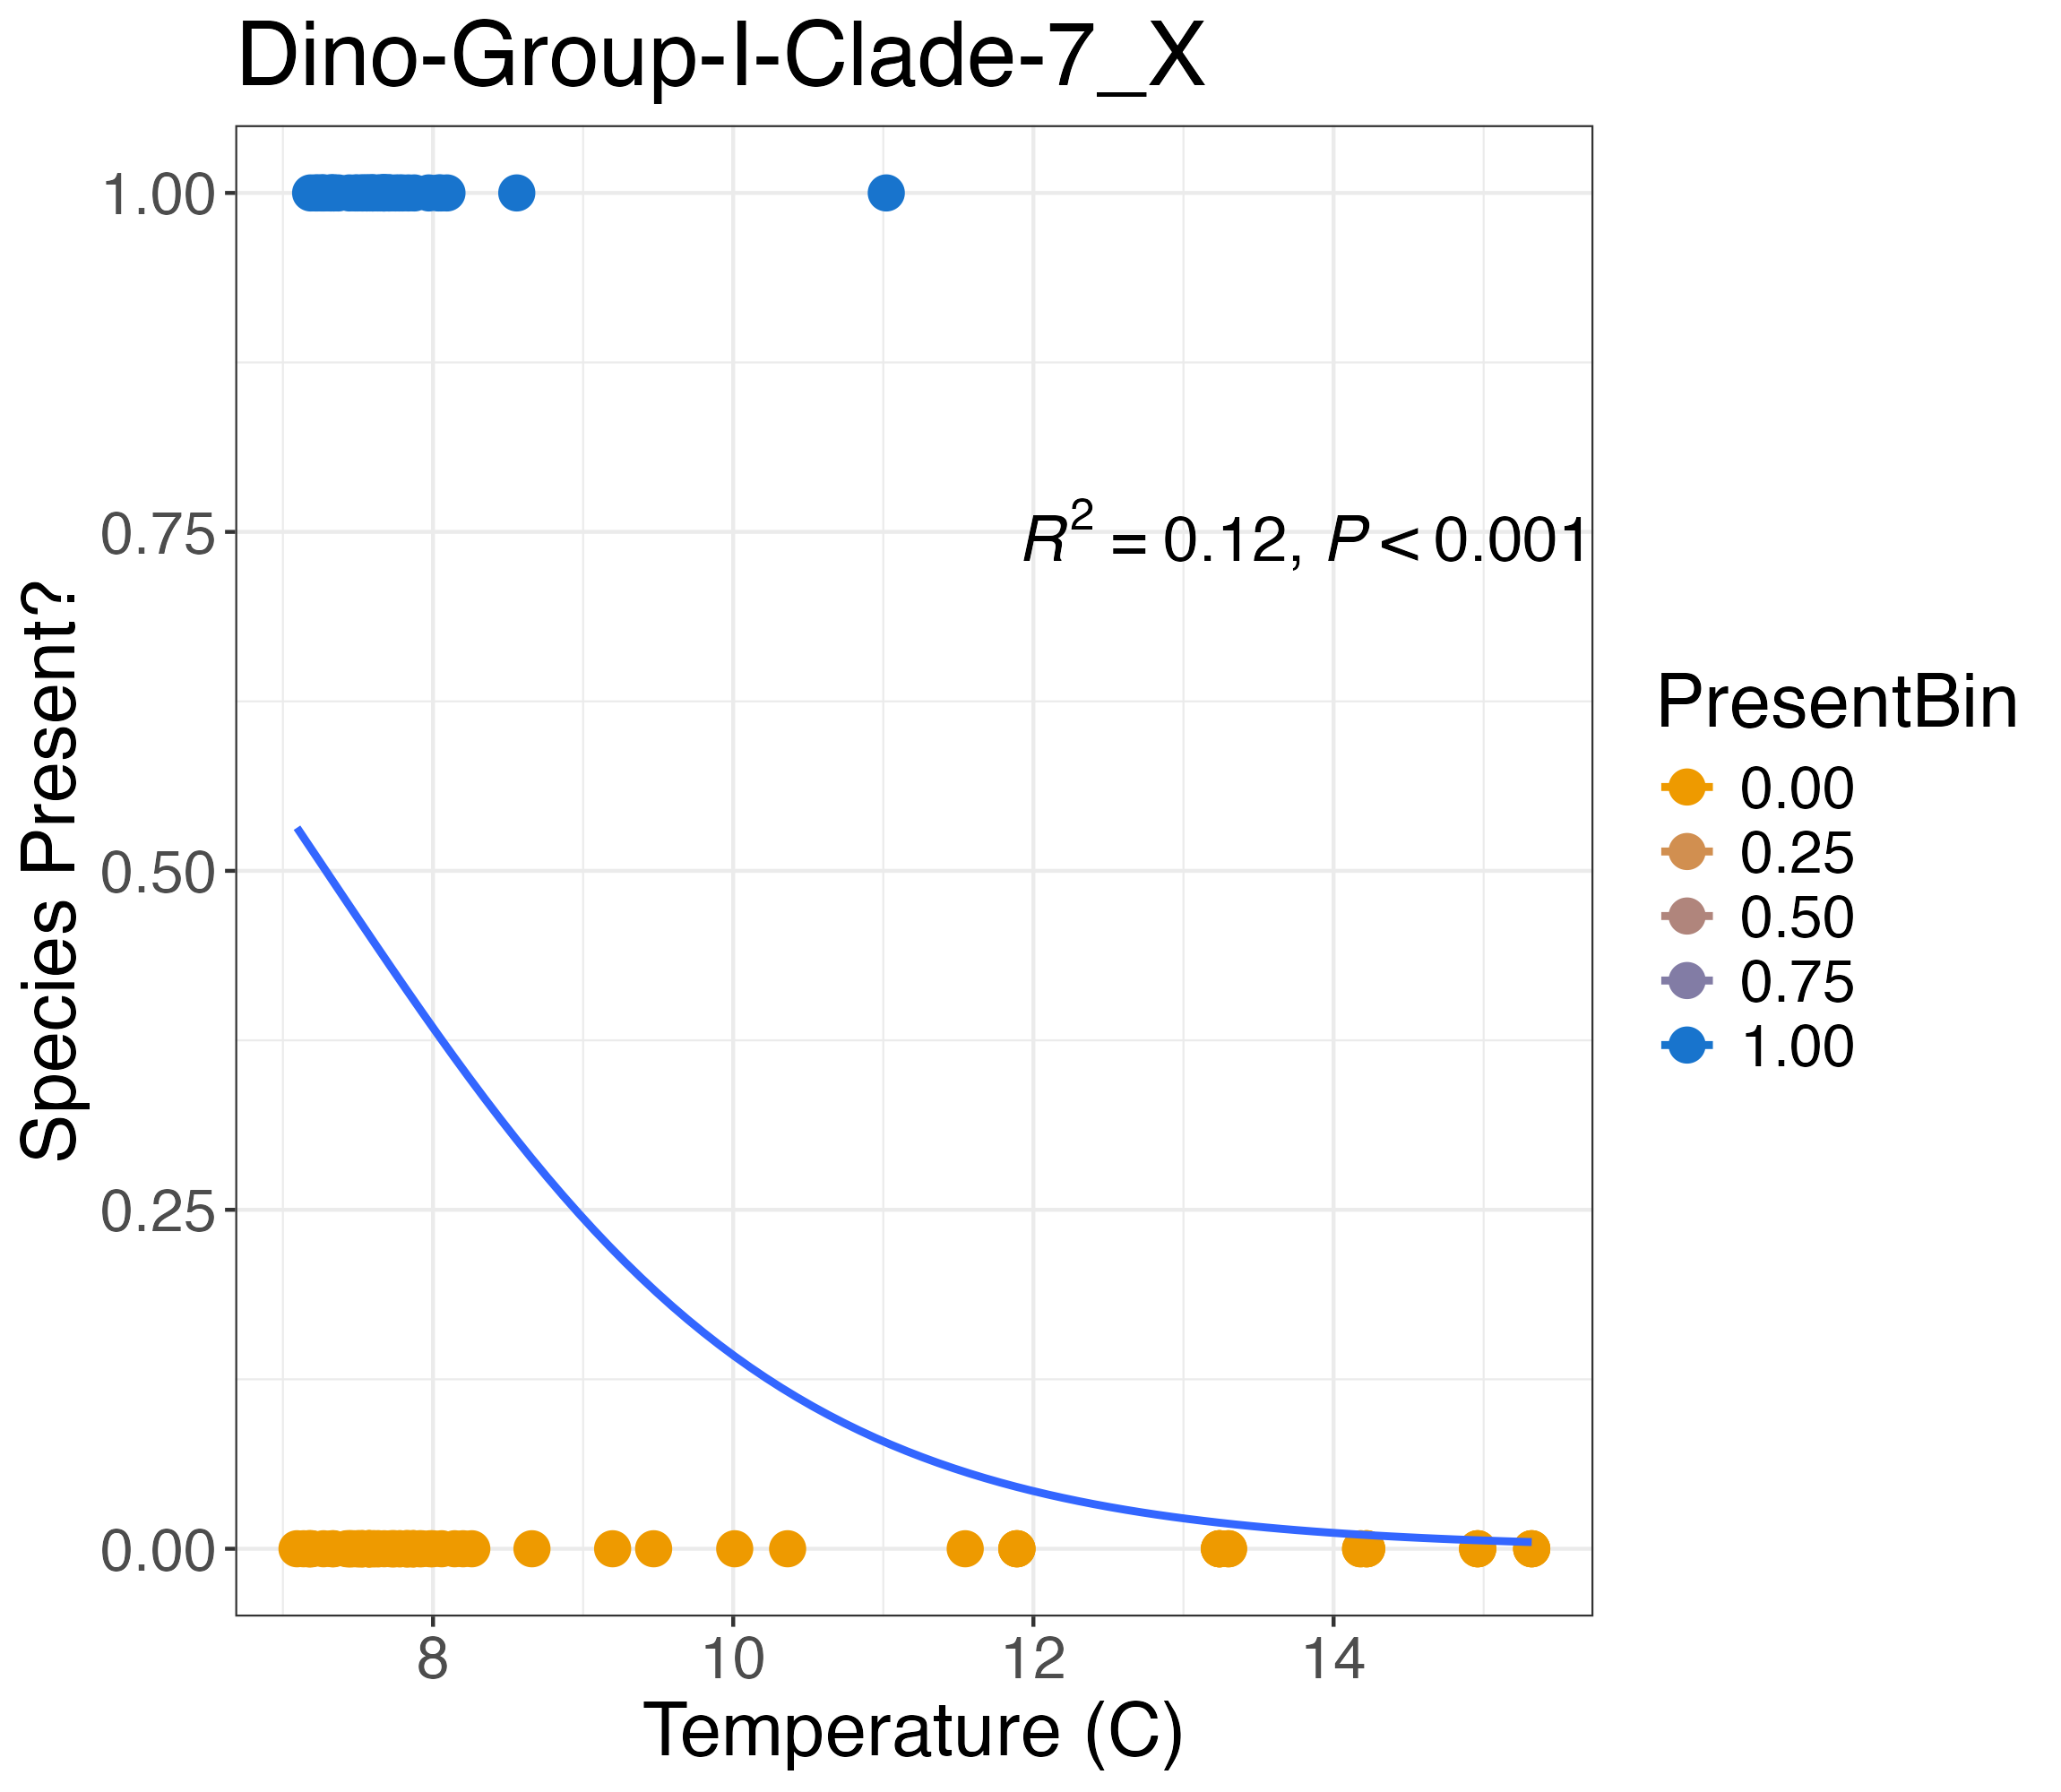 Dino-Group-I-Clade-7_X
1.00
0.75
0.50
0.25
0.00
Species Present?
R² = 0.12, P < 0.001
8 10 12 14
Temperature (C)
PresentBin
0.00
0.25
0.50
0.75
1.00